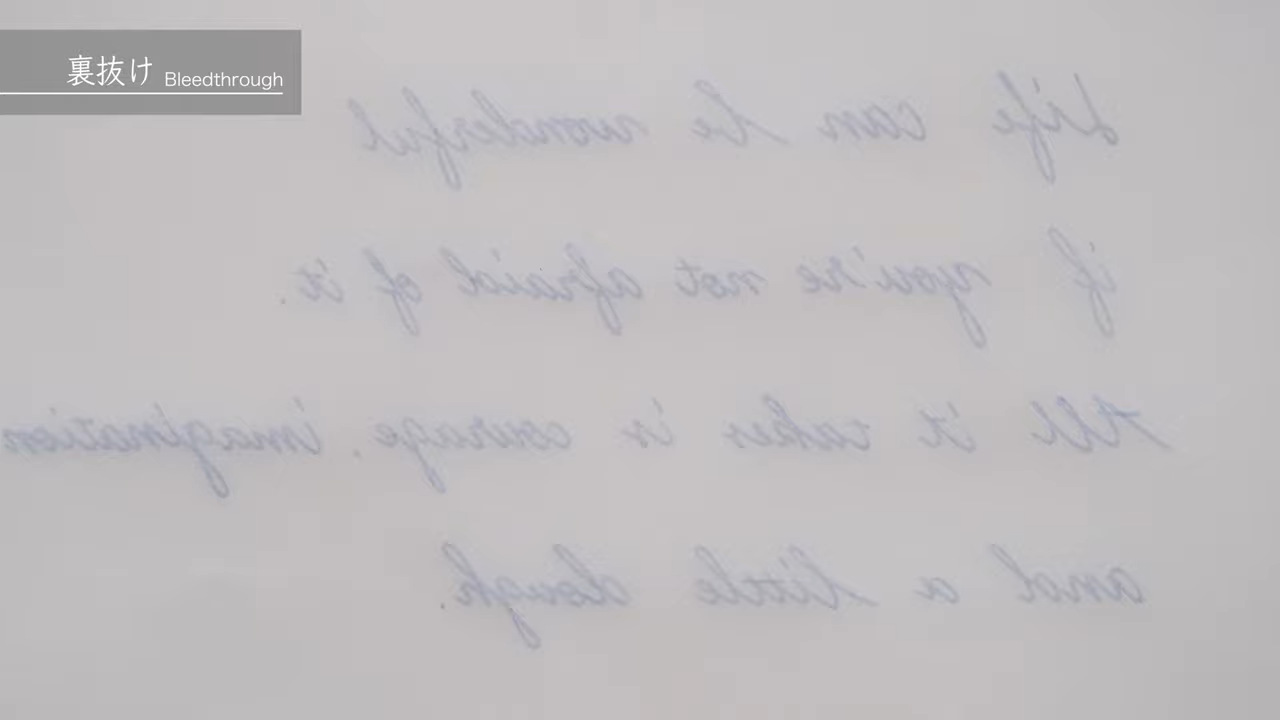 裏抜け Bleedthrough
Life can be wonderful
if you're not afraid of it.
All it takes is courage, imagination
and a little dough.